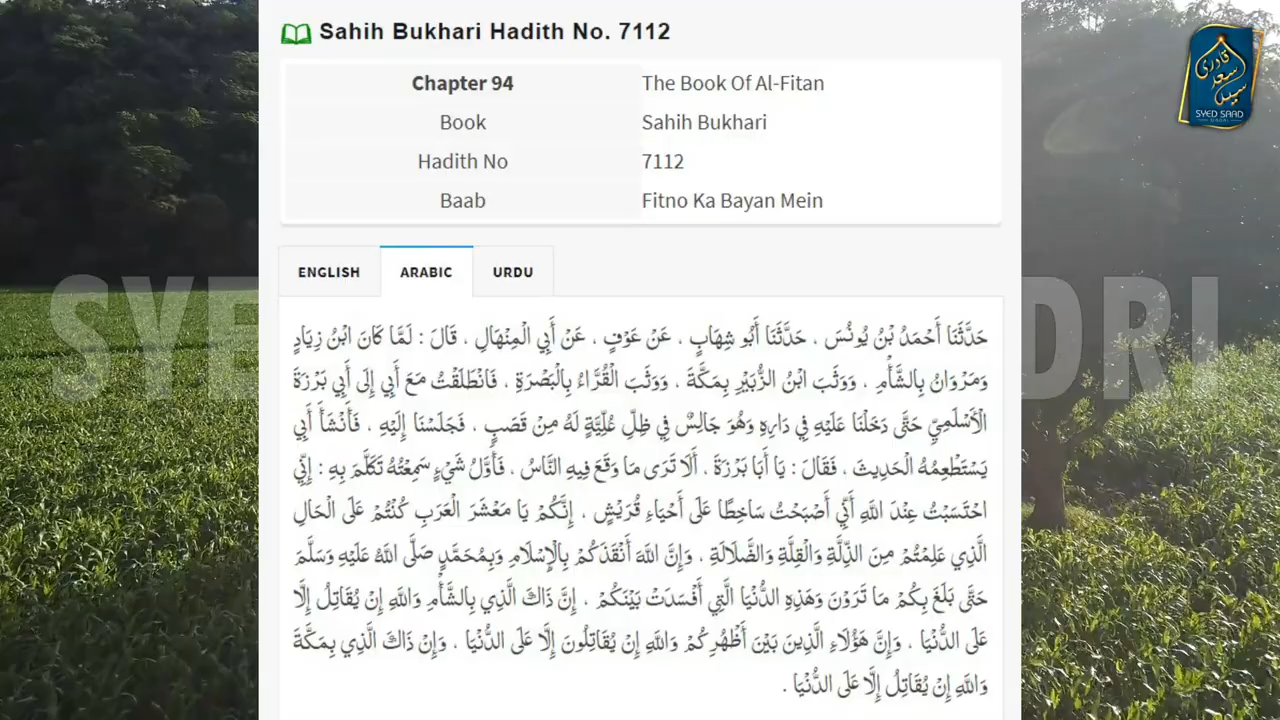 Sahih Bukhari Hadith No. 7112
Chapter 94 The Book Of Al-Fitan
Book Sahih Bukhari
Hadith No 7112
Baab Fitno Ka Bayan Mein
ENGLISH ARABIC URDU
حَدَّثَنَا أَحْمَدُ بْنُ يُونُسَ ، حَدَّثَنَا أَبُو شِهَابٍ ، عَنْ عَوْفٍ ، عَنْ أَبِي الْمِنْهَالِ ، قَالَ : لَمَّا كَانَ ابْنُ زِيَادٍ
وَمَرْوَانُ بِالشَّأْمِ ، وَوَثَبَ ابْنُ الزُّبَيْرِ بِمَكَّةَ ، وَوَثَبَ الْقُرَّاءُ بِالْبَصْرَةِ ، فَانْطَلَقْتُ مَعَ أَبِي إِلَى أَبِي بَرْزَةَ
الْأَسْلَمِيِّ حَتَّى دَخَلْنَا عَلَيْهِ فِي دَارِهِ وَهُوَ جَالِسٌ فِي ظِلِّ عُلِّيَّةٍ لَهُ مِنْ قَصَبٍ ، فَجَلَسْنَا إِلَيْهِ ، فَأَنْشَأَ أَبِي
يَسْتَطْعِمُهُ الْحَدِيثَ ، فَقَالَ : يَا أَبَا بَرْزَةَ ، أَلَا تَرَى مَا وَقَعَ فِيهِ النَّاسُ ، فَأَوَّلُ شَيْءٍ سَمِعْتُهُ تَكَلَّمَ بِهِ : إِنِّي
احْتَسَبْتُ عِنْدَ اللَّهِ أَنِّي أَصْبَحْتُ سَاخِطًا عَلَى أَحْيَاءِ قُرَيْشٍ ، إِنَّكُمْ يَا مَعْشَرَ الْعَرَبِ كُنْتُمْ عَلَى الْحَالِ
الَّذِي عَلِمْتُمْ مِنَ الذِّلَّةِ وَالْقِلَّةِ وَالضَّلَالَةِ ، وَإِنَّ اللَّهَ أَنْقَذَكُمْ بِالْإِسْلَامِ وَبِمُحَمَّدٍ صَلَّى اللَّهُ عَلَيْهِ وَسَلَّمَ
حَتَّى بَلَغَ بِكُمْ مَا تَرَوْنَ وَهَذِهِ الدُّنْيَا الَّتِي أَفْسَدَتْ بَيْنَكُمْ ، إِنَّ ذَاكَ الَّذِي بِالشَّأْمِ وَاللَّهِ إِنْ يُقَاتِلُ إِلَّا
عَلَى الدُّنْيَا ، وَإِنَّ هَؤُلَاءِ الَّذِينَ بَيْنَ أَظْهُرِكُمْ وَاللَّهِ إِنْ يُقَاتِلُونَ إِلَّا عَلَى الدُّنْيَا ، وَإِنْ ذَاكَ الَّذِي بِمَكَّةَ
وَاللَّهِ إِنْ يُقَاتِلُ إِلَّا عَلَى الدُّنْيَا .
سید سعد قادری
SYED SAAD